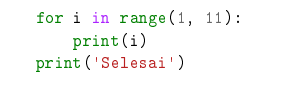 for i in range(1, 11):
    print(i)
print('Selesai')